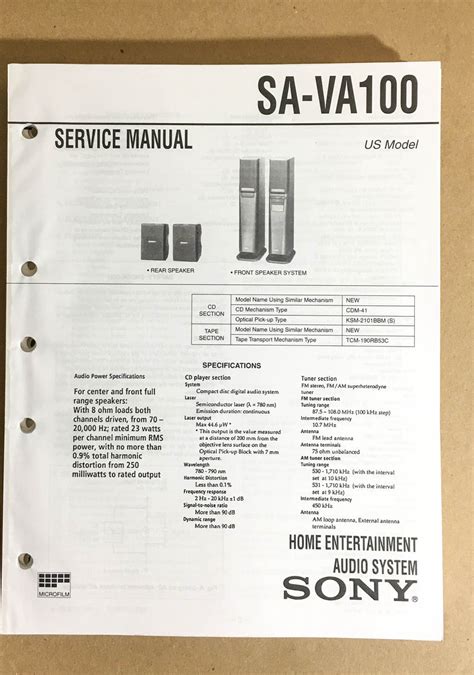 SA-VA100
SERVICE MANUAL
US Model
• REAR SPEAKER
• FRONT SPEAKER SYSTEM
CD SECTION
Model Name Using Similar Mechanism NEW
CD Mechanism Type CDM-41
Optical Pick-up Type KSM-2101BBM (S)
TAPE SECTION
Model Name Using Similar Mechanism NEW
Tape Transport Mechanism Type TCM-190RB53C
SPECIFICATIONS
Audio Power Specifications
For center and front full
range speakers:
With 8 ohm loads both
channels driven, from 70 –
20,000 Hz; rated 23 watts
per channel minimum RMS
power, with no more than
0.9% total harmonic
distortion from 250
milliwatts to rated output
CD player section
System
Compact disc digital audio system
Laser
Semiconductor laser (λ = 780 nm)
Emission duration: continuous
Laser output
Max 44.6 μW *
* This output is the value measured
at a distance of 200 mm from the
objective lens surface on the
Optical Pick-up Block with 7 mm
aperture.
Wavelength
780 - 790 nm
Harmonic Distortion
Less than 0.1%
Frequency response
2 Hz - 20 kHz ±1 dB
Signal-to-noise ratio
More than 90 dB
Dynamic range
More than 90 dB
Tuner section
FM stereo, FM/AM superheterodyne
tuner
FM tuner section
Tuning range
87.5 – 108.0 MHz (100 kHz step)
Intermediate frequency
10.7 MHz
Antenna
FM lead antenna
Antenna terminals
75 ohm unbalanced
AM tuner section
Tuning range
530 - 1,710 kHz (with the interval
set at 10 kHz)
531 - 1,710 kHz (with the interval
set at 9 kHz)
Intermediate frequency
450 kHz
Antenna
AM loop antenna, External antenna
terminals
HOME ENTERTAINMENT
AUDIO SYSTEM
MICROFILM
SONY®